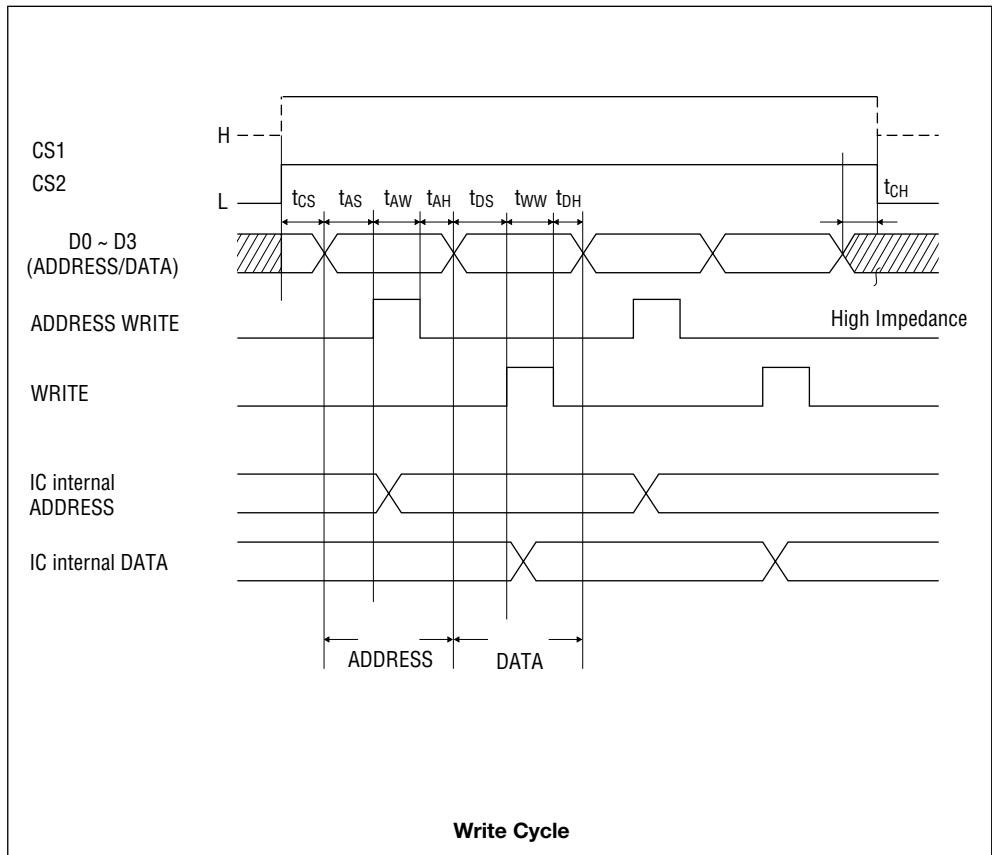 H
CS1
CS2
L
tCS tAS tAW tAH tDS tWW tDH
tCH
D0 ~ D3
(ADDRESS/DATA)
ADDRESS WRITE
High Impedance
WRITE
IC internal
ADDRESS
IC internal DATA
ADDRESS
DATA
Write Cycle